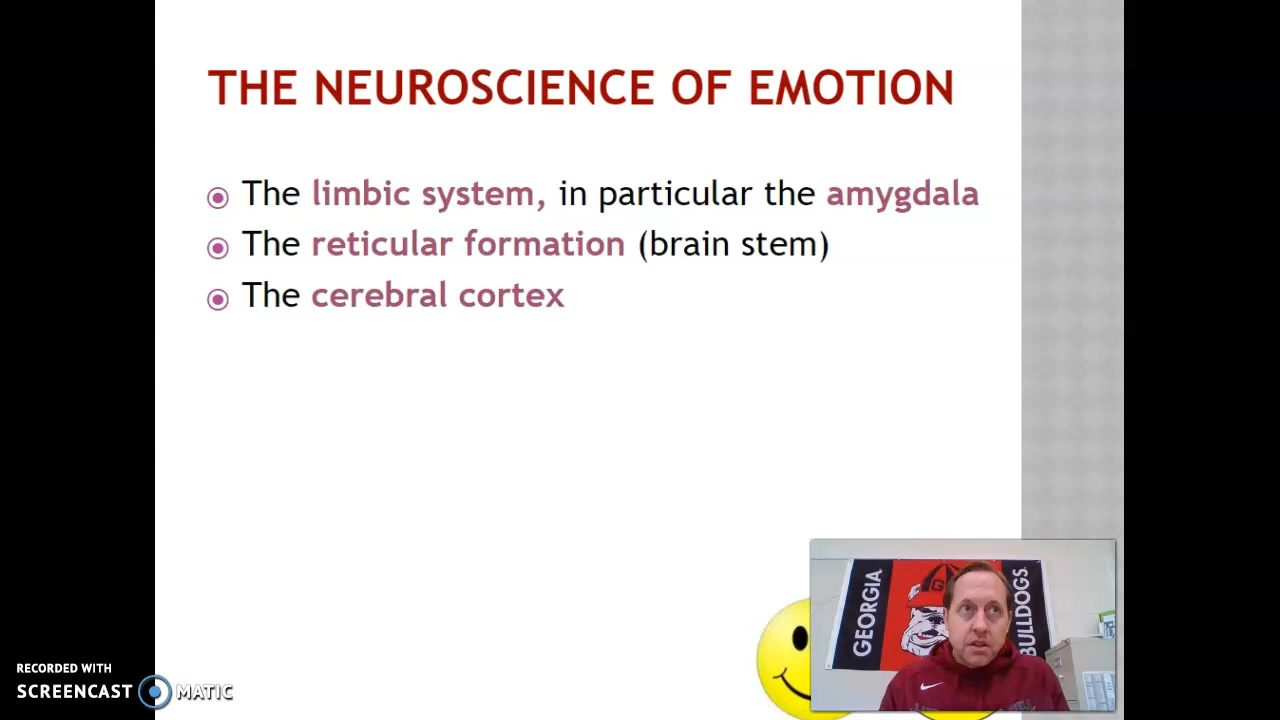 THE NEUROSCIENCE OF EMOTION
The limbic system, in particular the amygdala
The reticular formation (brain stem)
The cerebral cortex
GEORGIA
G
BULLDOGS
RECORDED WITH
SCREENCAST MATIC